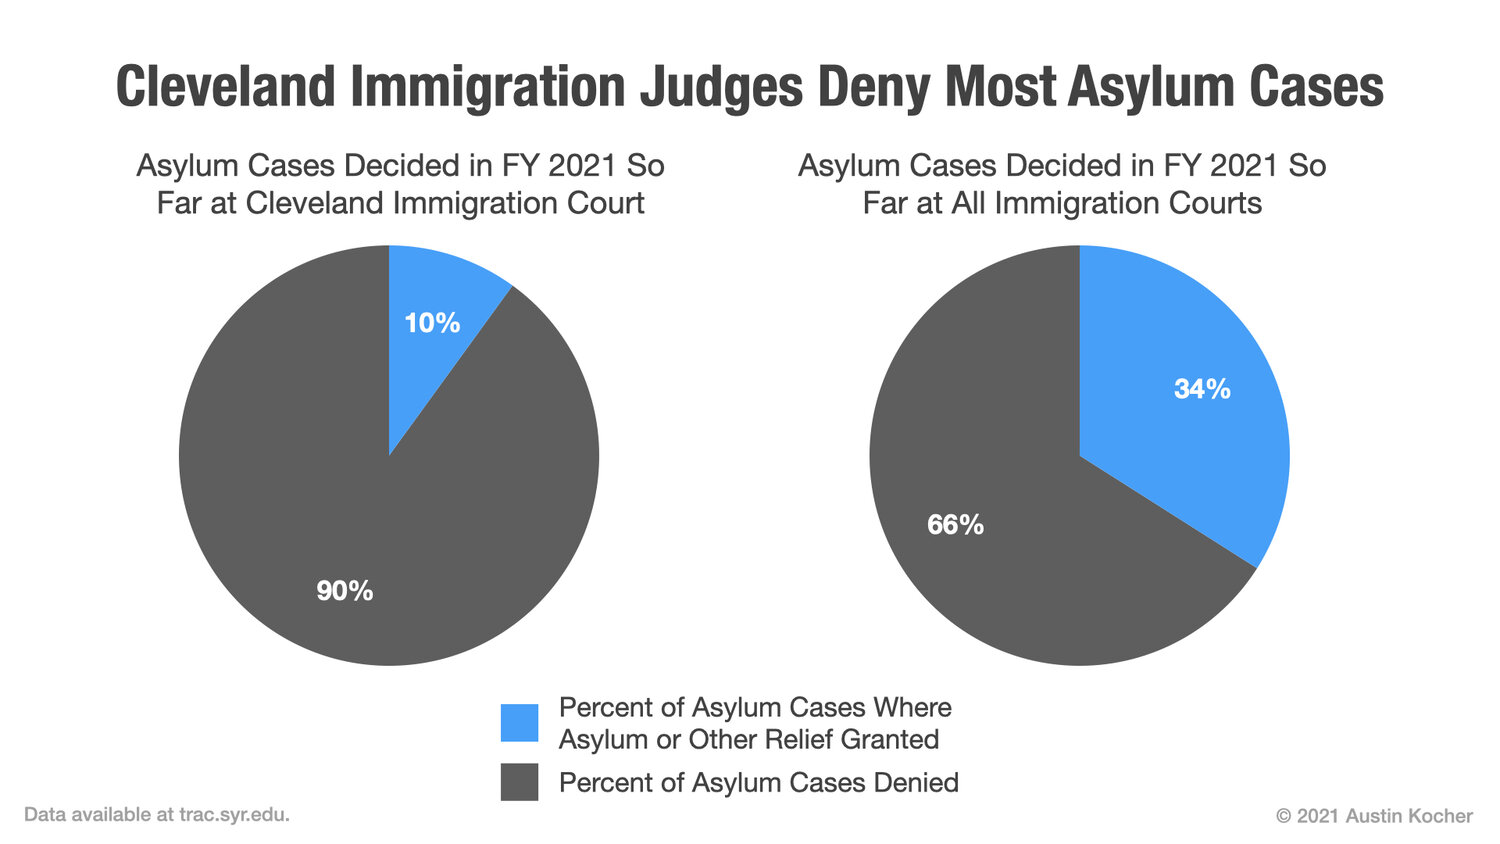 Cleveland Immigration Judges Deny Most Asylum Cases
Asylum Cases Decided in FY 2021 So
Far at Cleveland Immigration Court
10%
90%
Asylum Cases Decided in FY 2021 So
Far at All Immigration Courts
34%
66%
Percent of Asylum Cases Where
Asylum or Other Relief Granted
Percent of Asylum Cases Denied
Data available at trac.syr.edu.
© 2021 Austin Kocher